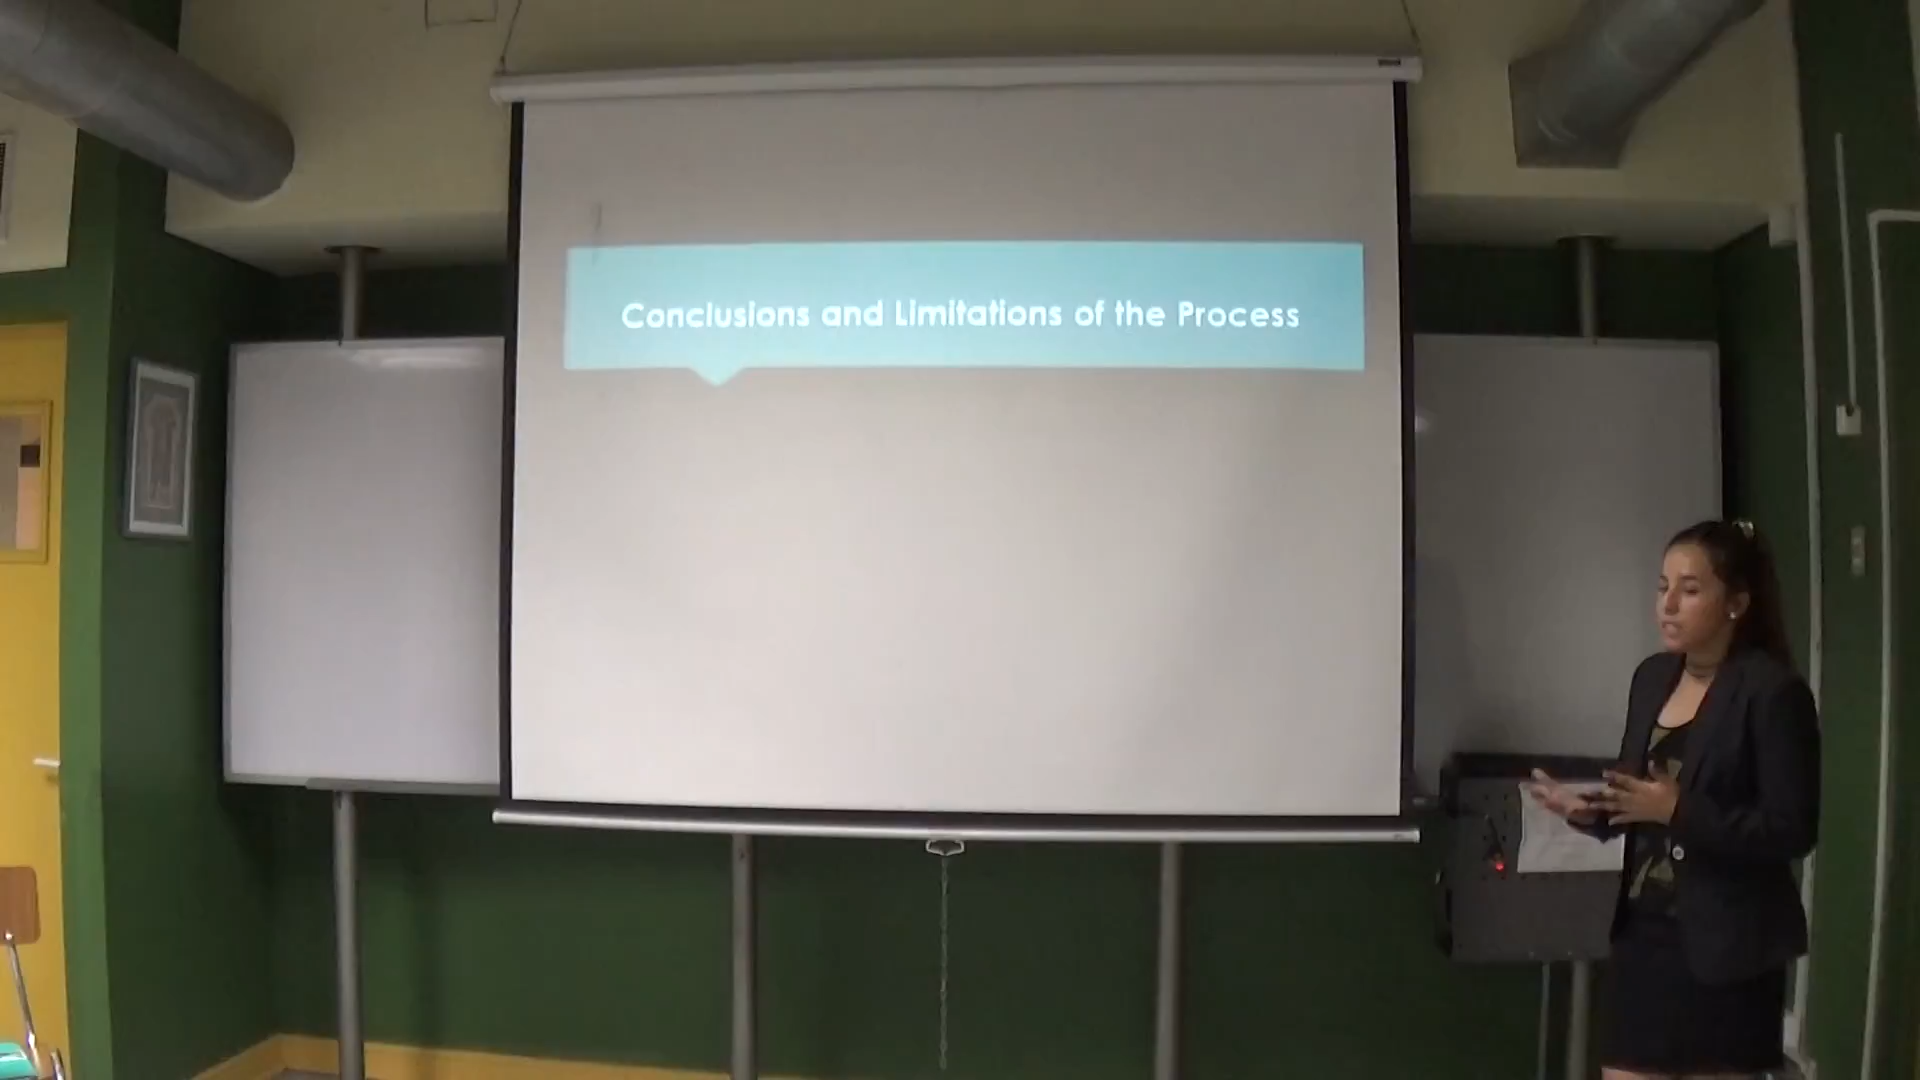 Conclusions and Limitations of the Process